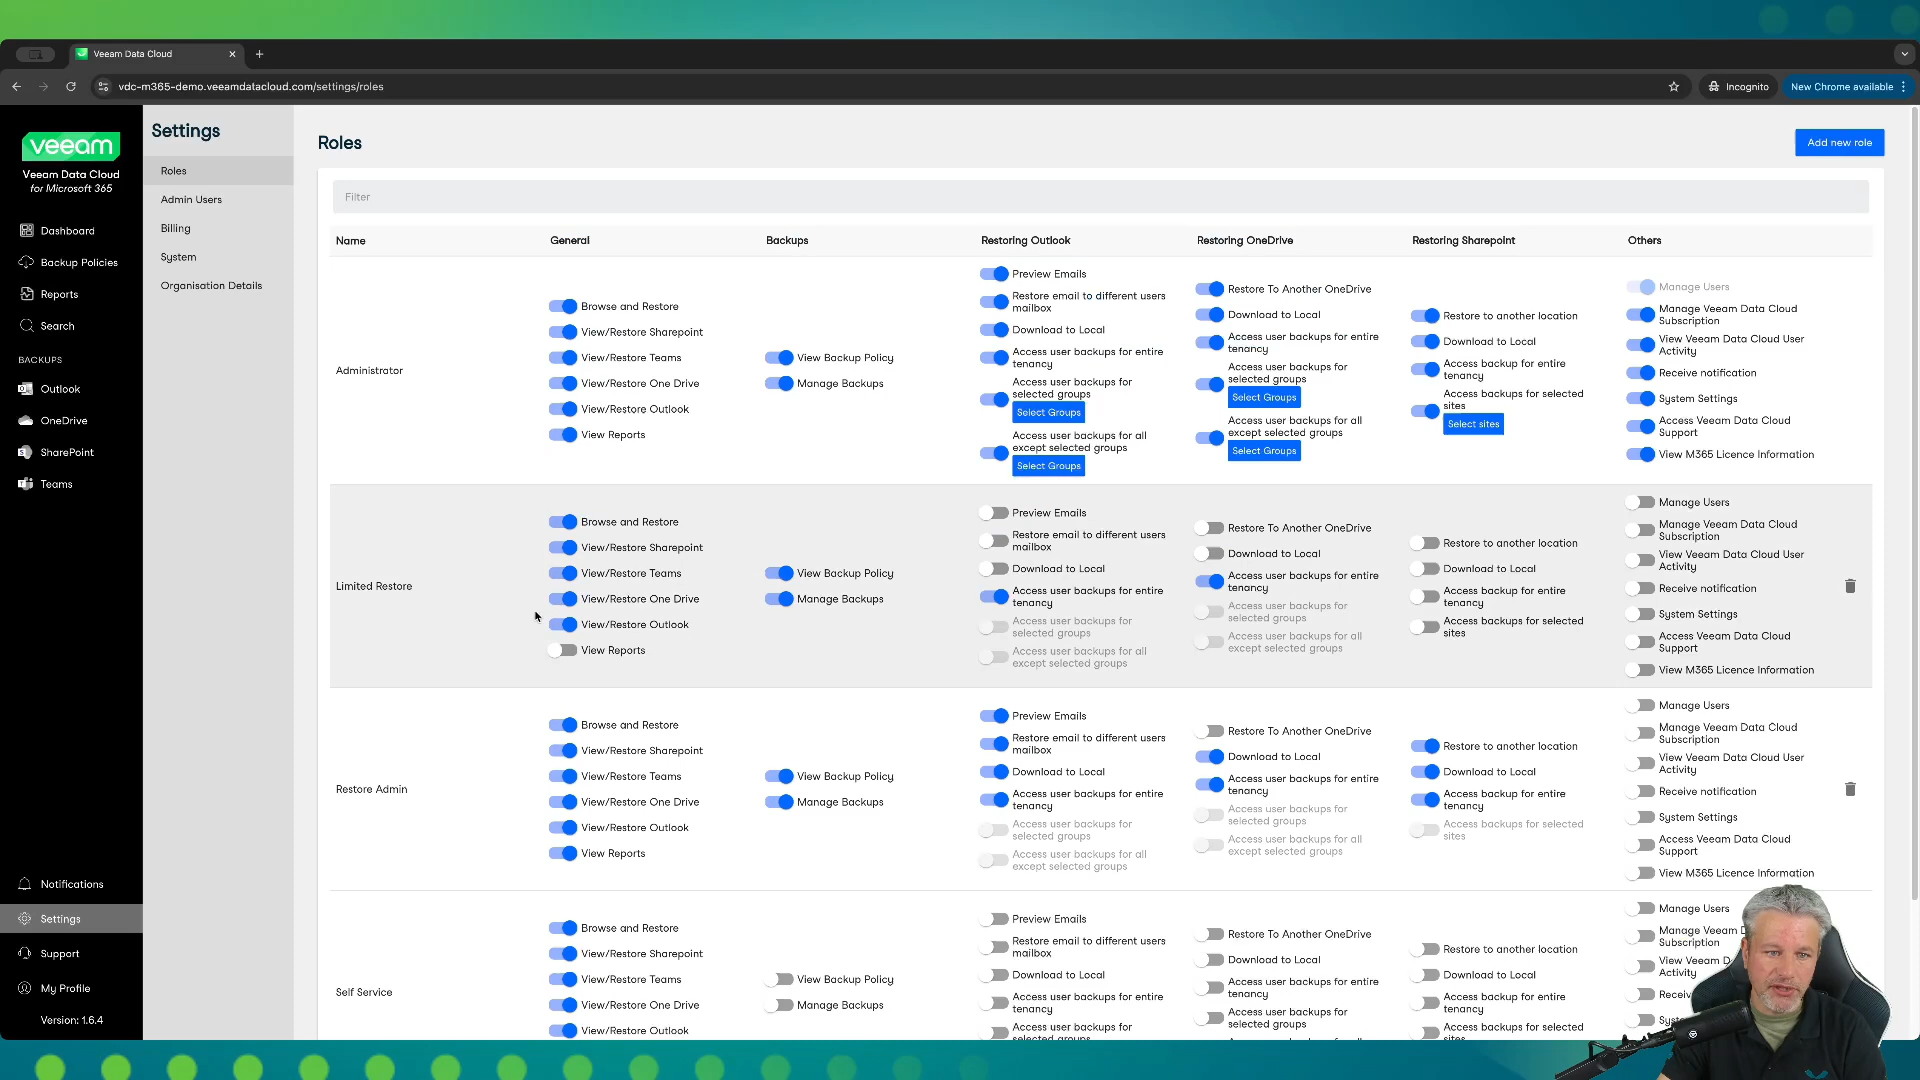 Veeam Data Cloud
vdc-m365-demo.veeamdatacloud.com/settings/roles
Incognito
New Chrome available
veeam
Veeam Data Cloud
for Microsoft 365
Dashboard
Backup Policies
Reports
Search
BACKUPS
Outlook
OneDrive
SharePoint
Teams
Notifications
Settings
Support
My Profile
Version: 1.6.4
Settings
Roles
Admin Users
Billing
System
Organisation Details
Roles
Add new role
Filter
Name
General
Backups
Restoring Outlook
Restoring OneDrive
Restoring Sharepoint
Others
Administrator
Browse and Restore
View/Restore Sharepoint
View/Restore Teams
View/Restore One Drive
View/Restore Outlook
View Reports
View Backup Policy
Manage Backups
Preview Emails
Restore email to different users
mailbox
Download to Local
Access user backups for entire
tenancy
Access user backups for
selected groups
Select Groups
Access user backups for all
except selected groups
Select Groups
Restore To Another OneDrive
Download to Local
Access user backups for entire
tenancy
Access user backups for
selected groups
Select Groups
Access user backups for all
except selected groups
Select Groups
Restore to another location
Download to Local
Access backup for entire
tenancy
Access backups for selected
sites
Select sites
Manage Users
Manage Veeam Data Cloud
Subscription
View Veeam Data Cloud User
Activity
Receive notification
System Settings
Access Veeam Data Cloud
Support
View M365 Licence Information
Limited Restore
Browse and Restore
View/Restore Sharepoint
View/Restore Teams
View/Restore One Drive
View/Restore Outlook
View Reports
View Backup Policy
Manage Backups
Preview Emails
Restore email to different users
mailbox
Download to Local
Access user backups for entire
tenancy
Access user backups for
selected groups
Access user backups for all
except selected groups
Restore To Another OneDrive
Download to Local
Access user backups for entire
tenancy
Access user backups for
selected groups
Access user backups for all
except selected groups
Restore to another location
Download to Local
Access backup for entire
tenancy
Access backups for selected
sites
Manage Users
Manage Veeam Data Cloud
Subscription
View Veeam Data Cloud User
Activity
Receive notification
System Settings
Access Veeam Data Cloud
Support
View M365 Licence Information
Restore Admin
Browse and Restore
View/Restore Sharepoint
View/Restore Teams
View/Restore One Drive
View/Restore Outlook
View Reports
View Backup Policy
Manage Backups
Preview Emails
Restore email to different users
mailbox
Download to Local
Access user backups for entire
tenancy
Access user backups for
selected groups
Access user backups for all
except selected groups
Restore To Another OneDrive
Download to Local
Access user backups for entire
tenancy
Access user backups for
selected groups
Access user backups for all
except selected groups
Restore to another location
Download to Local
Access backup for entire
tenancy
Access backups for selected
sites
Manage Users
Manage Veeam Data Cloud
Subscription
View Veeam Data Cloud User
Activity
Receive notification
System Settings
Access Veeam Data Cloud
Support
View M365 Licence Information
Self Service
Browse and Restore
View/Restore Sharepoint
View/Restore Teams
View/Restore One Drive
View/Restore Outlook
View Backup Policy
Manage Backups
Preview Emails
Restore email to different users
mailbox
Download to Local
Access user backups for entire
tenancy
Access user backups for
selected groups
Restore To Another OneDrive
Download to Local
Access user backups for entire
tenancy
Access user backups for
selected groups
Restore to another location
Download to Local
Access backup for entire
tenancy
Access backups for selected
sites
Manage Users
Manage Veeam D
Subscription
View Veeam D
Activity